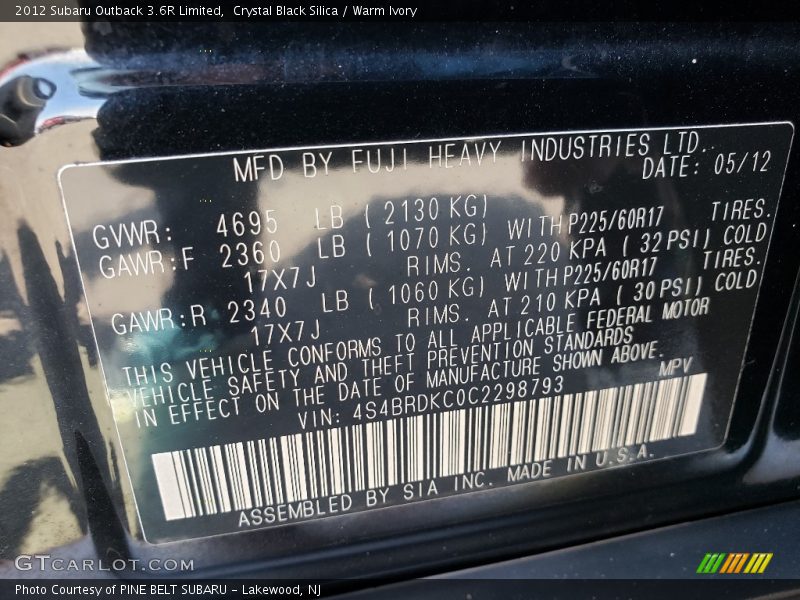 2012 Subaru Outback 3.6R Limited, Crystal Black Silica / Warm Ivory
MFD BY FUJI HEAVY INDUSTRIES LTD.
DATE: 05/12
GVWR: 4695 LB ( 2130 KG)
GAWR:F 2360 LB ( 1070 KG) WITH P225/60R17 TIRES.
17X7J RIMS. AT 220 KPA ( 32 PSI) COLD
GAWR:R 2340 LB ( 1060 KG) WITH P225/60R17 TIRES.
17X7J RIMS. AT 210 KPA ( 30 PSI) COLD
THIS VEHICLE CONFORMS TO ALL APPLICABLE FEDERAL MOTOR
VEHICLE SAFETY AND THEFT PREVENTION STANDARDS
IN EFFECT ON THE DATE OF MANUFACTURE SHOWN ABOVE.
VIN: 4S4BRDKC0C2298793 MPV
ASSEMBLED BY SIA INC. MADE IN U.S.A.
GTCARLOT.COM
Photo Courtesy of PINE BELT SUBARU - Lakewood, NJ